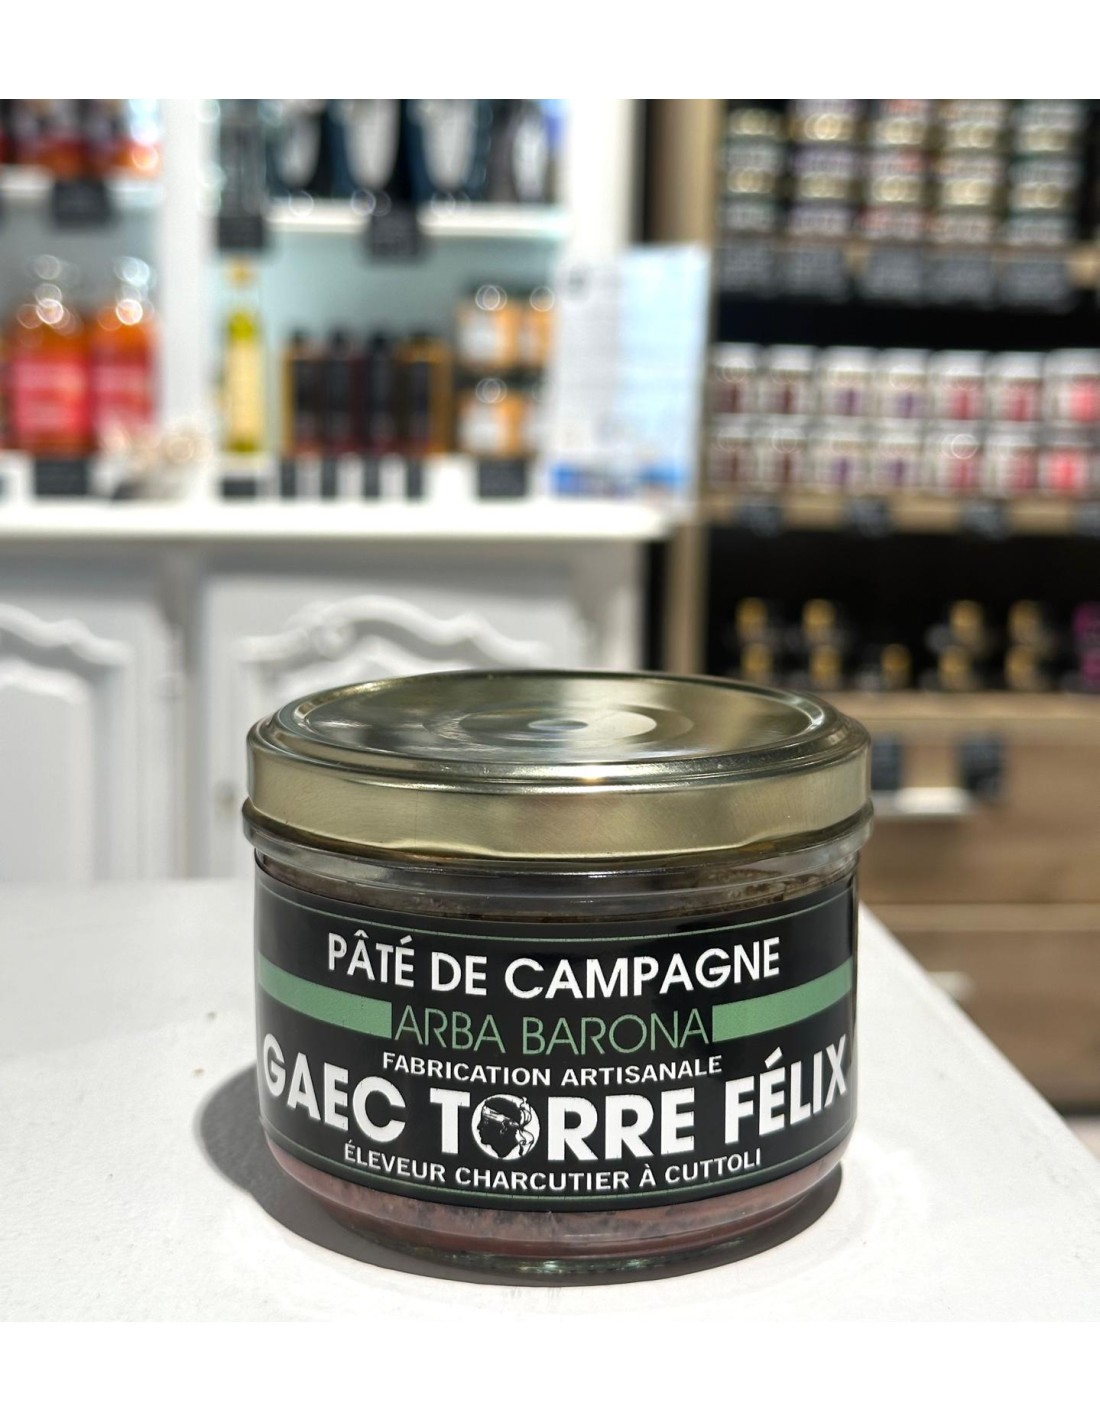 PÂTÉ DE CAMPAGNE
ARBA BARONA
FABRICATION ARTISANALE
GAEC TORRE FÉLIX
ÉLEVEUR CHARCUTIER À CUTTOLI